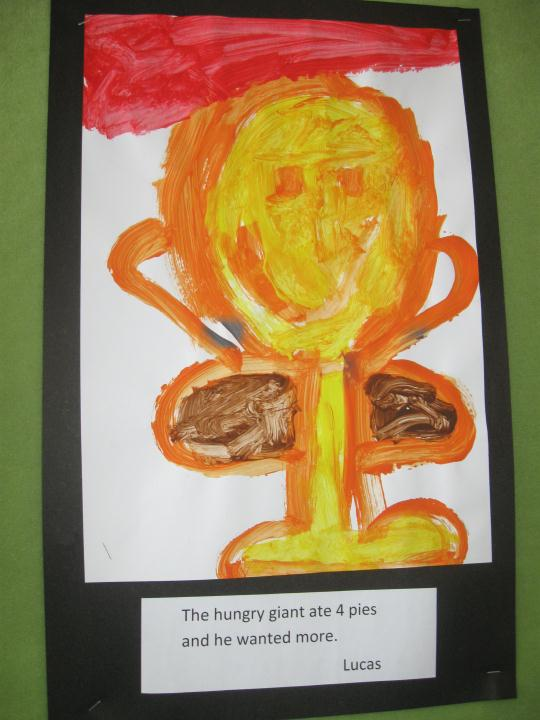 The hungry giant ate 4 pies
and he wanted more.
Lucas